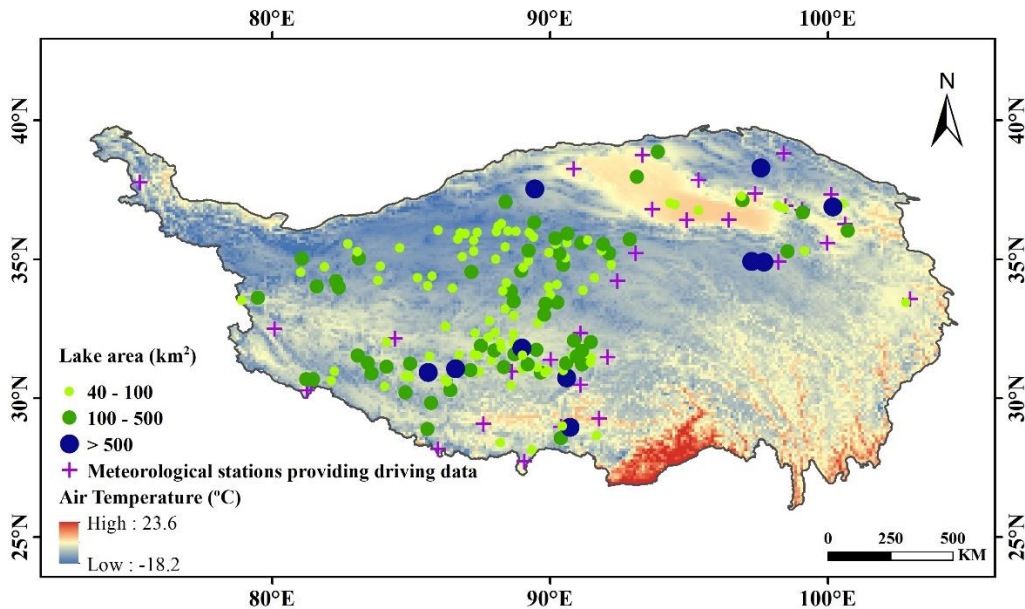 80°E 90°E 100°E
N
40°N 40°N
35°N 35°N
30°N 30°N
25°N 25°N
Lake area (km²)
40 - 100
100 - 500
> 500
Meteorological stations providing driving data
Air Temperature (ºC)
High : 23.6
Low : -18.2
0 250 500
KM
80°E 90°E 100°E